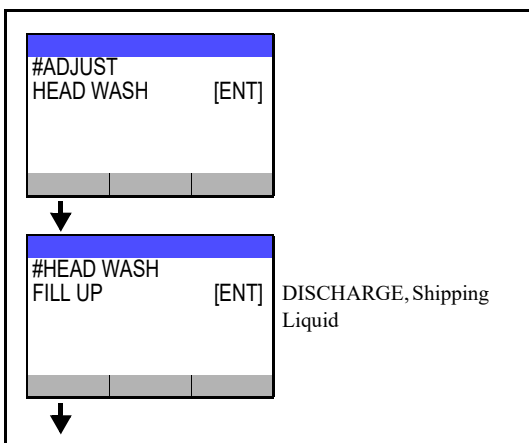 #ADJUST
HEAD WASH [ENT]
#HEAD WASH
FILL UP [ENT]
DISCHARGE, Shipping
Liquid